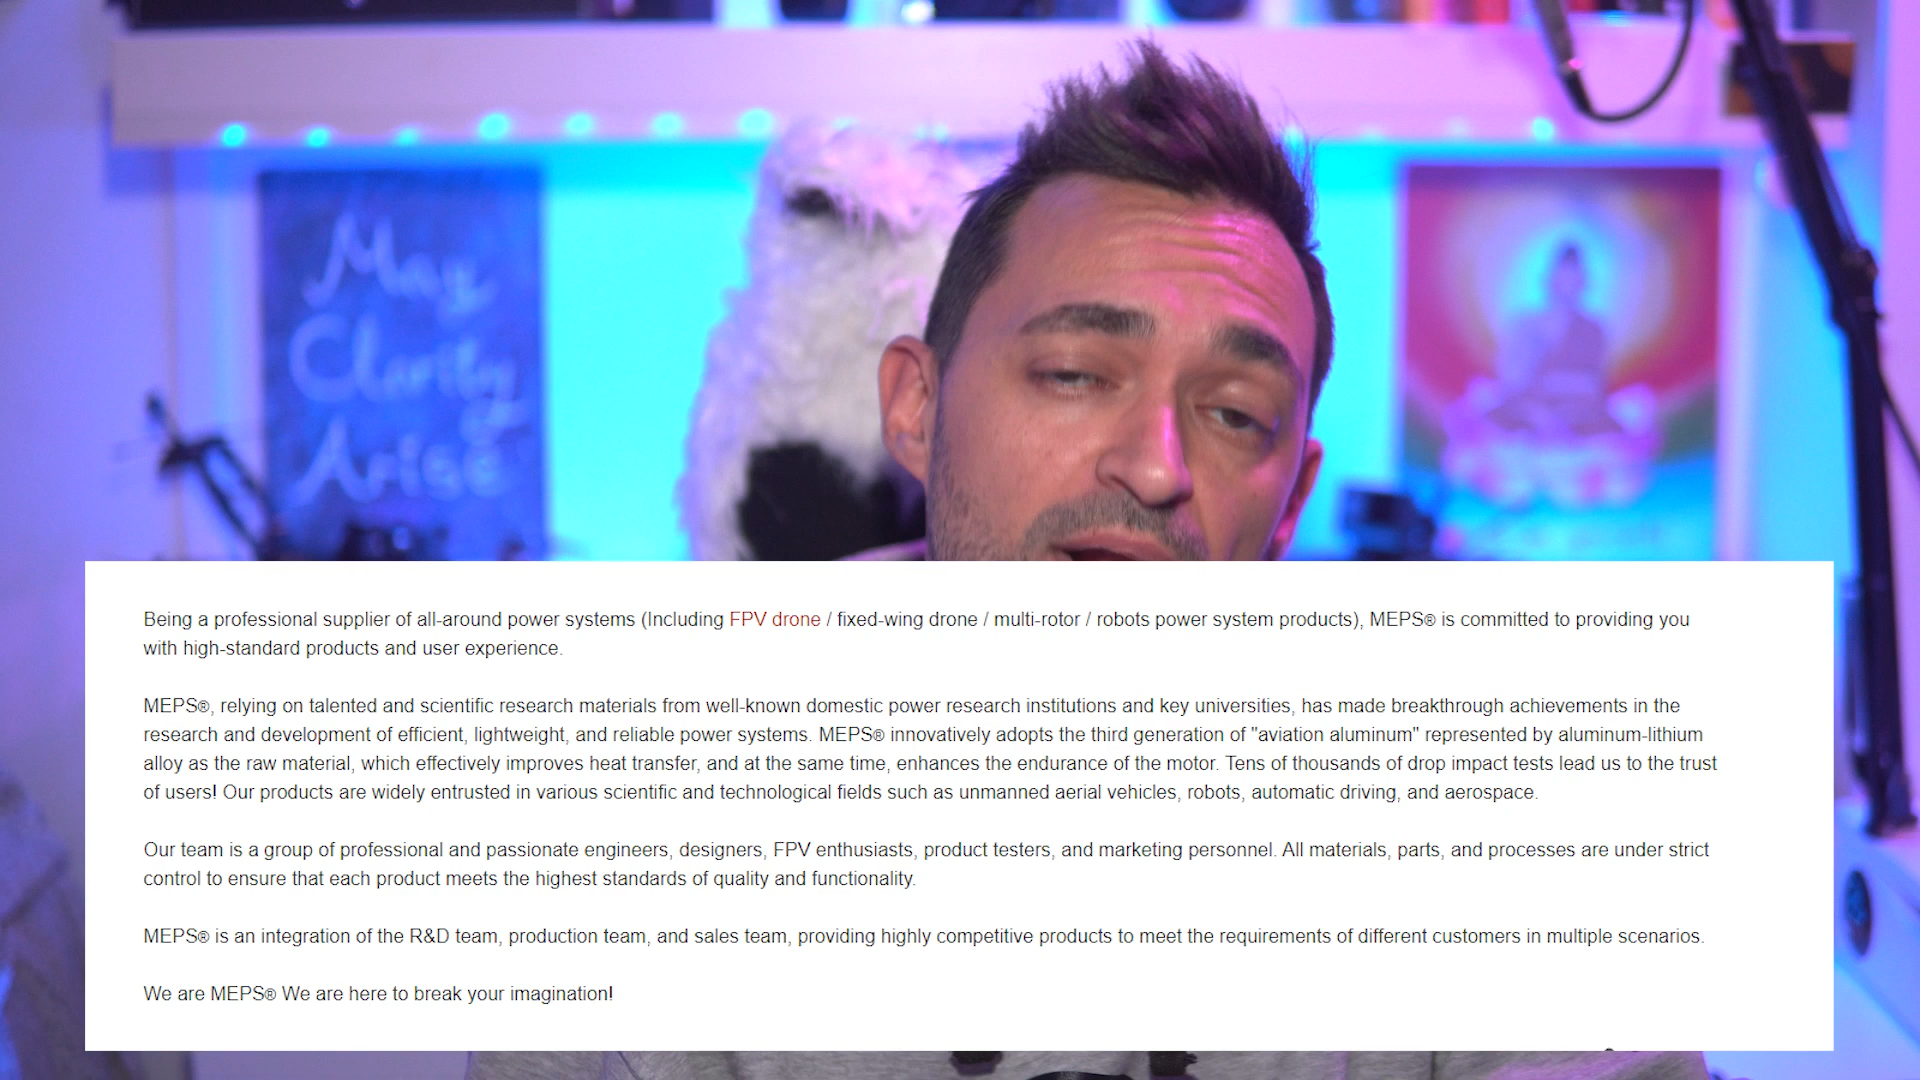 May
Clarity
Arise
Being a professional supplier of all-around power systems (Including FPV drone / fixed-wing drone / multi-rotor / robots power system products), MEPS® is committed to providing you
with high-standard products and user experience.
MEPS®, relying on talented and scientific research materials from well-known domestic power research institutions and key universities, has made breakthrough achievements in the
research and development of efficient, lightweight, and reliable power systems. MEPS® innovatively adopts the third generation of "aviation aluminum" represented by aluminum-lithium
alloy as the raw material, which effectively improves heat transfer, and at the same time, enhances the endurance of the motor. Tens of thousands of drop impact tests lead us to the trust
of users! Our products are widely entrusted in various scientific and technological fields such as unmanned aerial vehicles, robots, automatic driving, and aerospace.
Our team is a group of professional and passionate engineers, designers, FPV enthusiasts, product testers, and marketing personnel. All materials, parts, and processes are under strict
control to ensure that each product meets the highest standards of quality and functionality.
MEPS® is an integration of the R&D team, production team, and sales team, providing highly competitive products to meet the requirements of different customers in multiple scenarios.
We are MEPS® We are here to break your imagination!